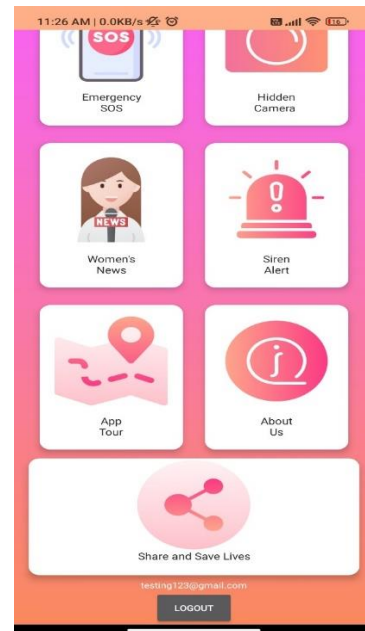 11:26 AM | 0.0KB/s
SOS
Emergency
SOS
Hidden
Camera
NEWS
Women's
News
Siren
Alert
App
Tour
About
Us
Share and Save Lives
testing123@gmail.com
LOGOUT